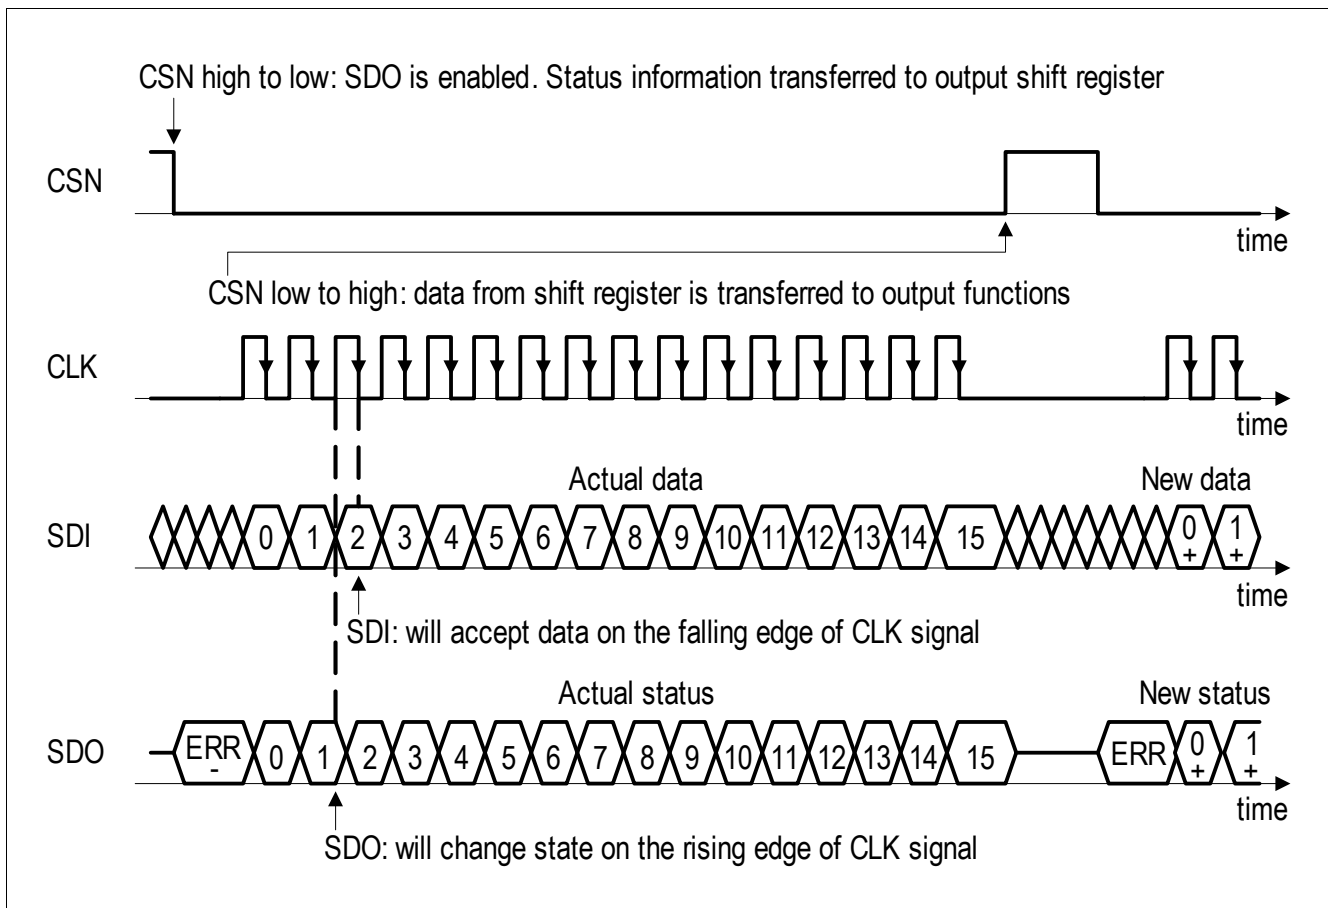 CSN high to low: SDO is enabled. Status information transferred to output shift register
CSN
time
CSN low to high: data from shift register is transferred to output functions
CLK
time
Actual data New data
SDI 0 1 2 3 4 5 6 7 8 9 10 11 12 13 14 15 0 1
+ +
time
SDI: will accept data on the falling edge of CLK signal
Actual status New status
SDO ERR 0 1 2 3 4 5 6 7 8 9 10 11 12 13 14 15 ERR 0 1
- + +
time
SDO: will change state on the rising edge of CLK signal